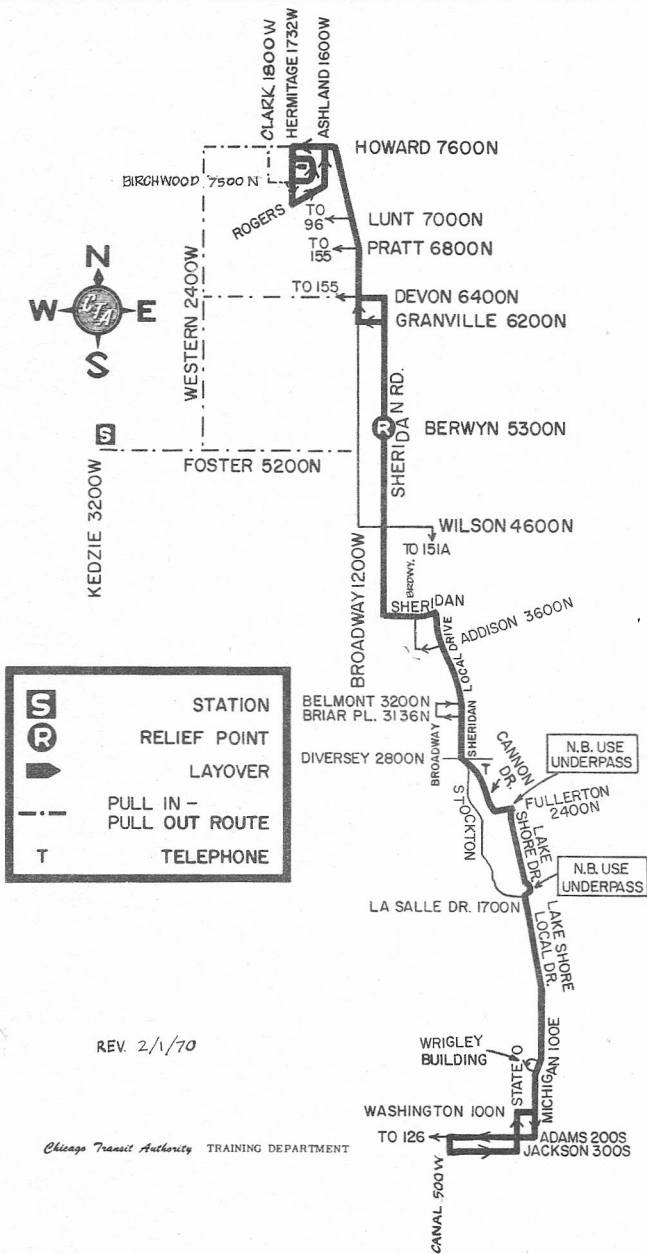 CLARK 1800W
HERMITAGE 1732W
ASHLAND 1600W
HOWARD 7600N
BIRCHWOOD 7500N
ROGERS
TO
96
LUNT 7000N
TO
155
PRATT 6800N
WESTERN 2400W
TO 155
DEVON 6400N
GRANVILLE 6200N
N
W
CTA
E
S
SHERIDAN RD.
R
BERWYN 5300N
S
FOSTER 5200N
KEDZIE 3200W
WILSON 4600N
TO 151A
BROADWAY 1200W
BRDWY.
SHERIDAN
ADDISON 3600N
SHERIDAN LOCAL DRIVE
BELMONT 3200N
BRIAR PL. 3136N
BROADWAY
DIVERSEY 2800N
T
CANNON
DR.
N.B. USE
UNDERPASS
FULLERTON
2400N
STOCKTON
LAKE
SHORE DR.
N.B. USE
UNDERPASS
LA SALLE DR. 1700N
LAKE SHORE
LOCAL DR.
S STATION
R RELIEF POINT
LAYOVER
PULL IN –
PULL OUT ROUTE
T TELEPHONE
REV. 2/1/70
WRIGLEY
BUILDING
STATE 0
MICHIGAN 100E
WASHINGTON 100N
TO 126
ADAMS 200S
JACKSON 300S
CANAL 500W
Chicago Transit Authority TRAINING DEPARTMENT